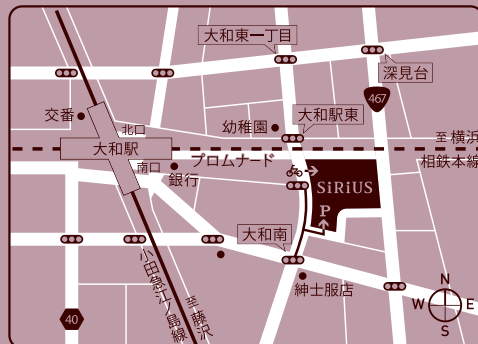 大和東一丁目
深見台
467
交番
北口
幼稚園
大和駅東
至横浜
大和駅
プロムナード
相鉄本線
南口
銀行
SiRiUS
P
大和南
小田急江ノ島線
至藤沢
紳士服店
40
N
W
E
S